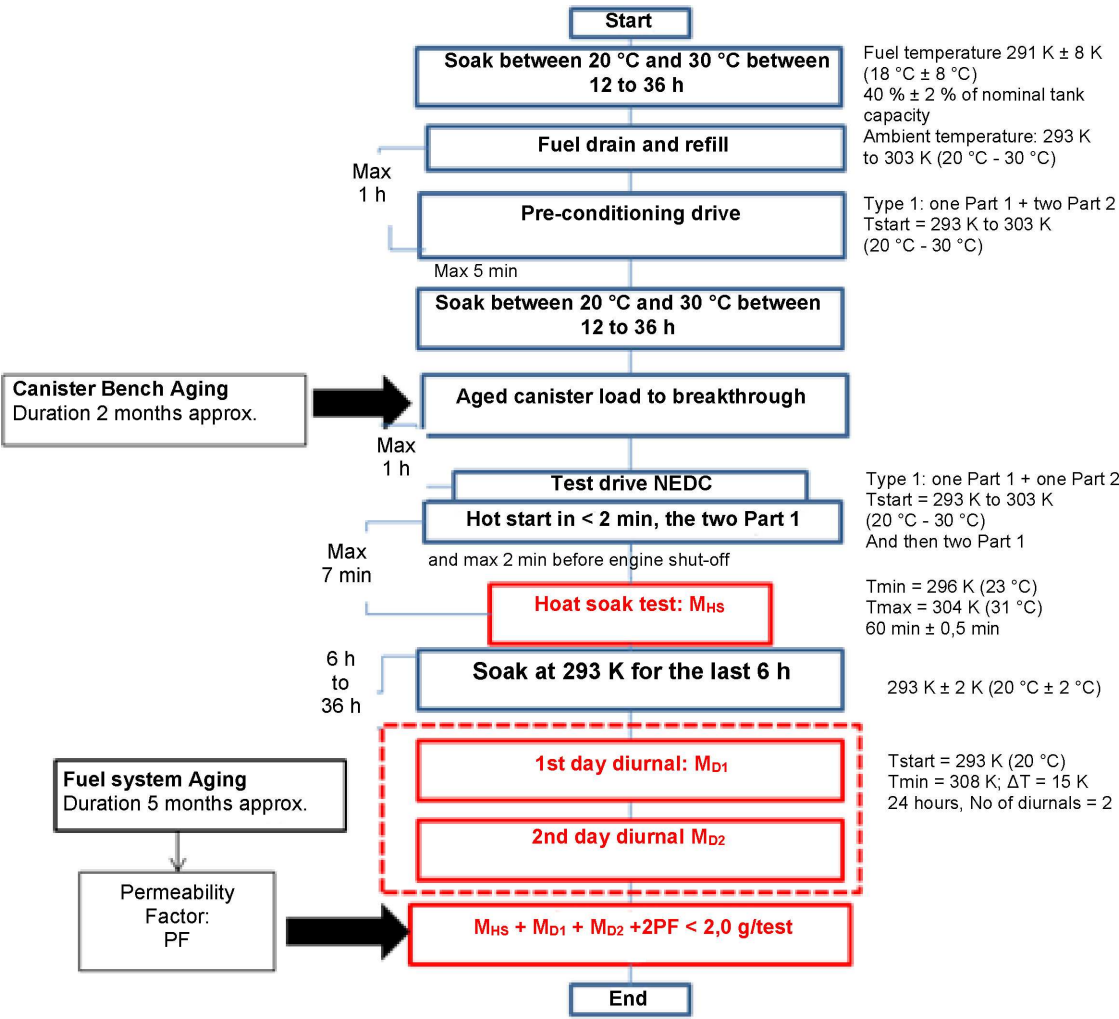 Start
Soak between 20 °C and 30 °C between
12 to 36 h
Fuel temperature 291 K ± 8 K
(18 °C ± 8 °C)
40 % ± 2 % of nominal tank
capacity
Ambient temperature: 293 K
to 303 K (20 °C - 30 °C)
Fuel drain and refill
Max
1 h
Pre-conditioning drive
Type 1: one Part 1 + two Part 2
Tstart = 293 K to 303 K
(20 °C - 30 °C)
Max 5 min
Soak between 20 °C and 30 °C between
12 to 36 h
Canister Bench Aging
Duration 2 months approx.
Aged canister load to breakthrough
Max
1 h
Test drive NEDC
Type 1: one Part 1 + one Part 2
Tstart = 293 K to 303 K
(20 °C - 30 °C)
And then two Part 1
Hot start in < 2 min, the two Part 1
Max
7 min
and max 2 min before engine shut-off
Hoat soak test: MHS
Tmin = 296 K (23 °C)
Tmax = 304 K (31 °C)
60 min ± 0,5 min
6 h
to
36 h
Soak at 293 K for the last 6 h
293 K ± 2 K (20 °C ± 2 °C)
1st day diurnal: MD1
Tstart = 293 K (20 °C)
Tmin = 308 K; ΔT = 15 K
24 hours, No of diurnals = 2
Fuel system Aging
Duration 5 months approx.
2nd day diurnal MD2
Permeability
Factor:
PF
MHS + MD1 + MD2 +2PF < 2,0 g/test
End